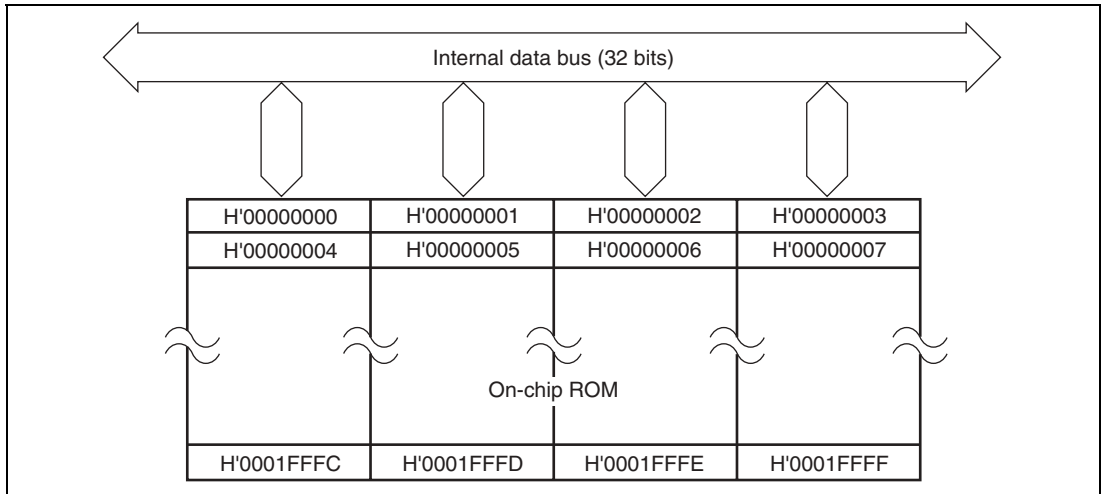 Internal data bus (32 bits)
H'00000000 H'00000001 H'00000002 H'00000003
H'00000004 H'00000005 H'00000006 H'00000007
On-chip ROM
H'0001FFFC H'0001FFFD H'0001FFFE H'0001FFFF